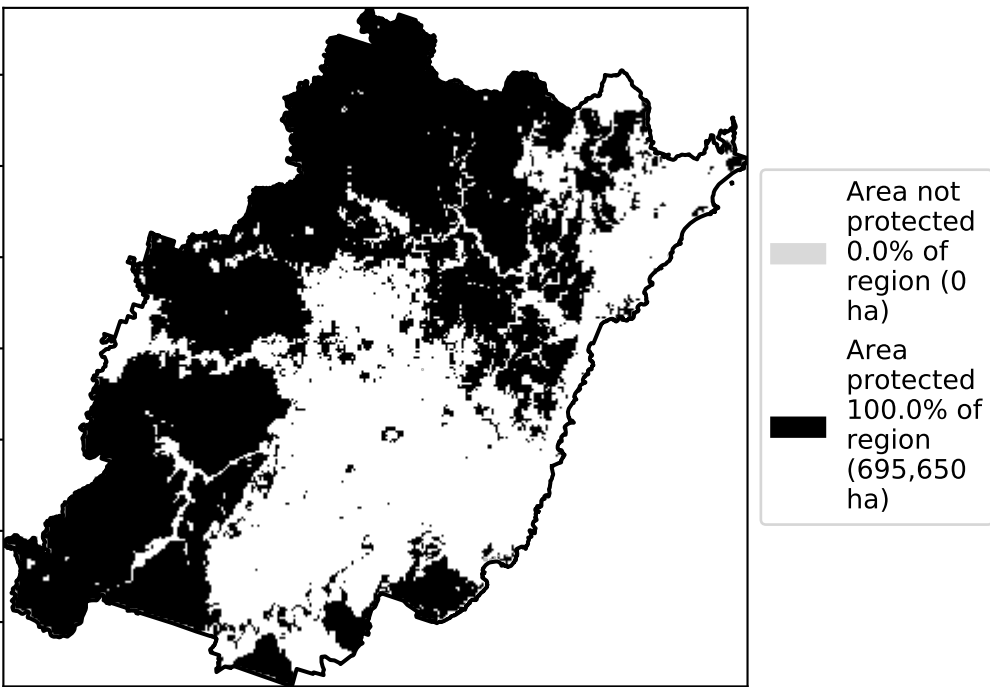 Area not
protected
0.0% of
region (0
ha)
Area
protected
100.0% of
region
(695,650
ha)